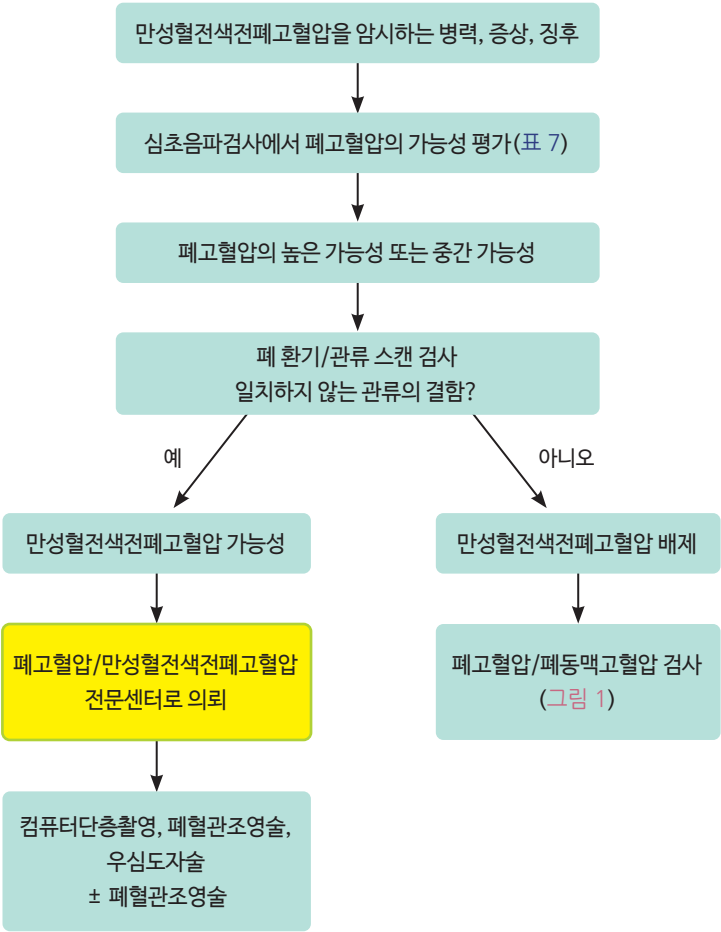 만성혈전색전폐고혈압을 암시하는 병력, 증상, 징후
심초음파검사에서 폐고혈압의 가능성 평가(표 7)
폐고혈압의 높은 가능성 또는 중간 가능성
폐 환기/관류 스캔 검사
일치하지 않는 관류의 결함?
예
아니오
만성혈전색전폐고혈압 가능성
만성혈전색전폐고혈압 배제
폐고혈압/만성혈전색전폐고혈압
전문센터로 의뢰
폐고혈압/폐동맥고혈압 검사
(그림 1)
컴퓨터단층촬영, 폐혈관조영술,
우심도자술
± 폐혈관조영술